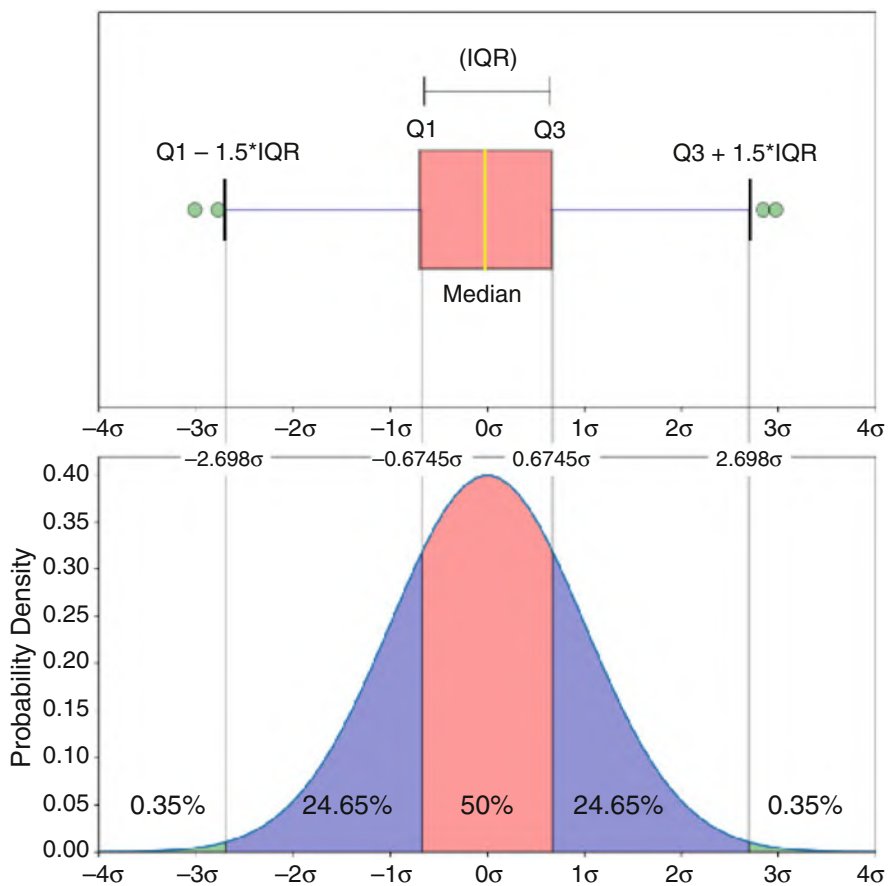 (IQR)
Q1 Q3
Q1 – 1.5*IQR Q3 + 1.5*IQR
Median
–4σ –3σ –2σ –1σ 0σ 1σ 2σ 3σ 4σ
–2.698σ –0.6745σ 0.6745σ 2.698σ
0.40
0.35
0.30
0.25
0.20
0.15
0.10
0.05
0.00
Probability Density
0.35% 24.65% 50% 24.65% 0.35%
–4σ –3σ –2σ –1σ 0σ 1σ 2σ 3σ 4σ